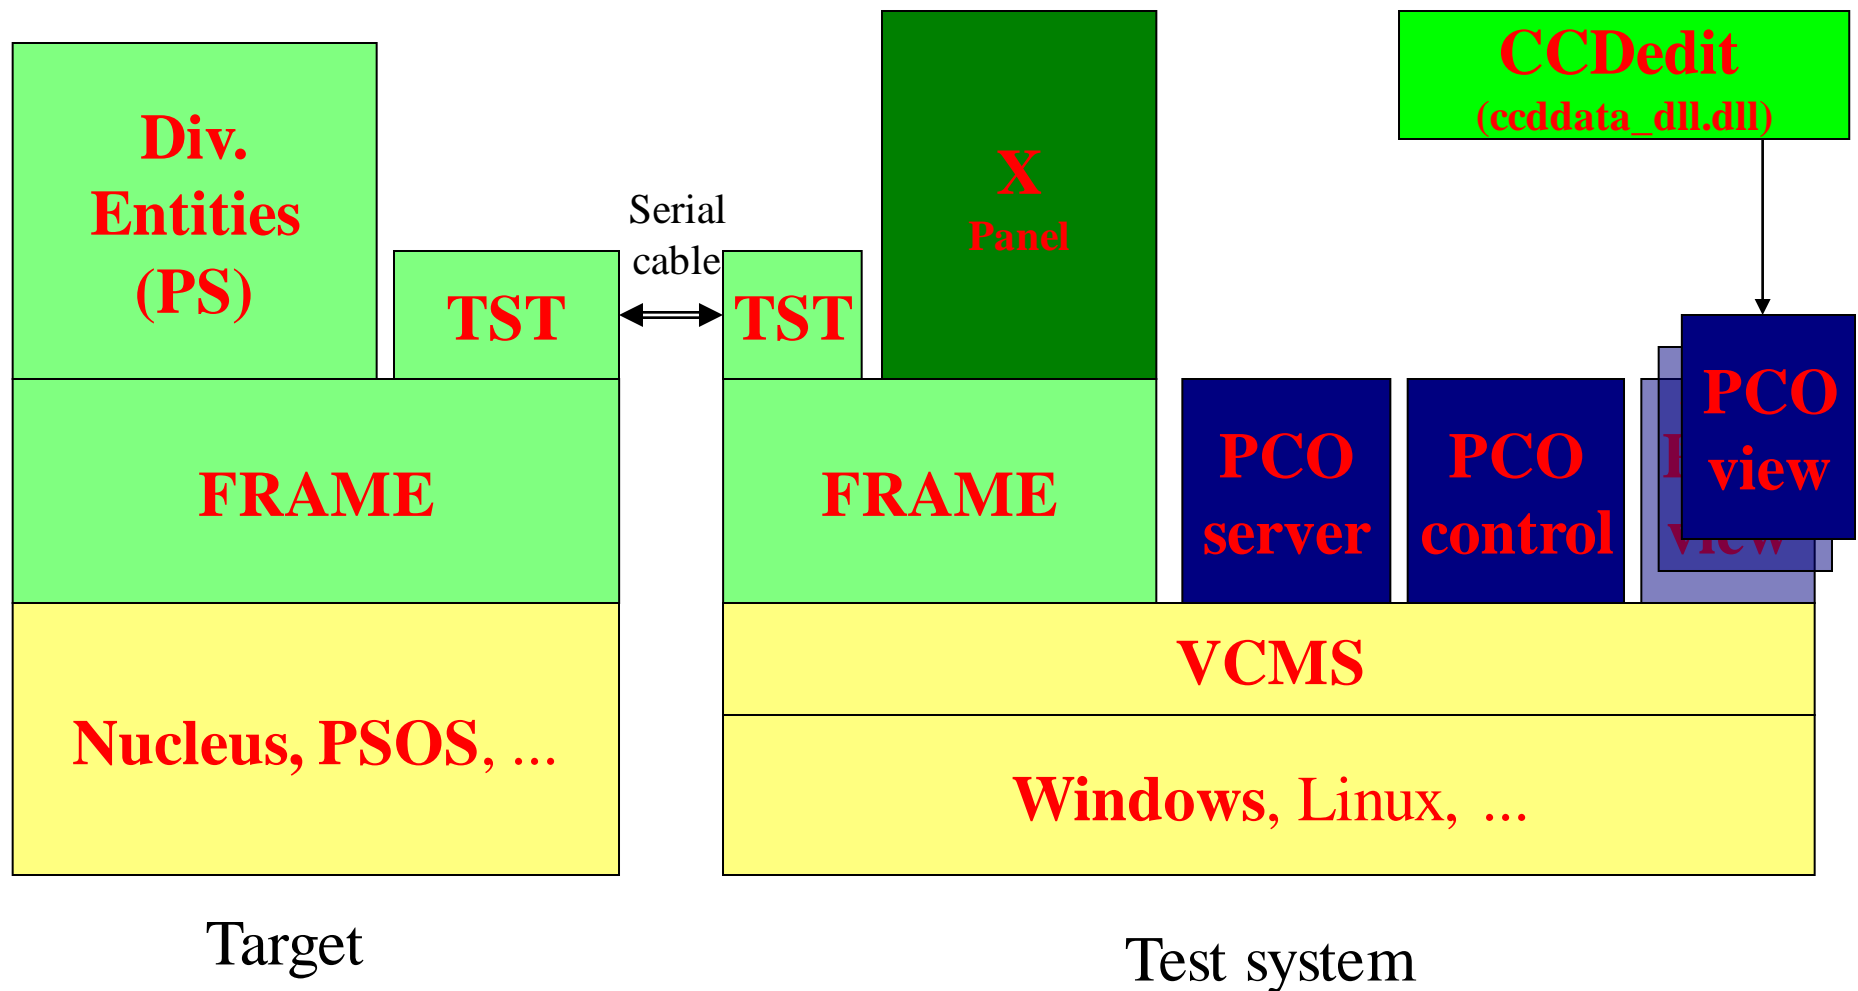 Div.
Entities
(PS)
TST
FRAME
Nucleus, PSOS, ...
Target
Serial
cable
TST
X
Panel
FRAME
PCO
server
PCO
control
CCDedit
(ccddata_dll.dll)
PCO
view
view
VCMS
Windows, Linux, ...
Test system